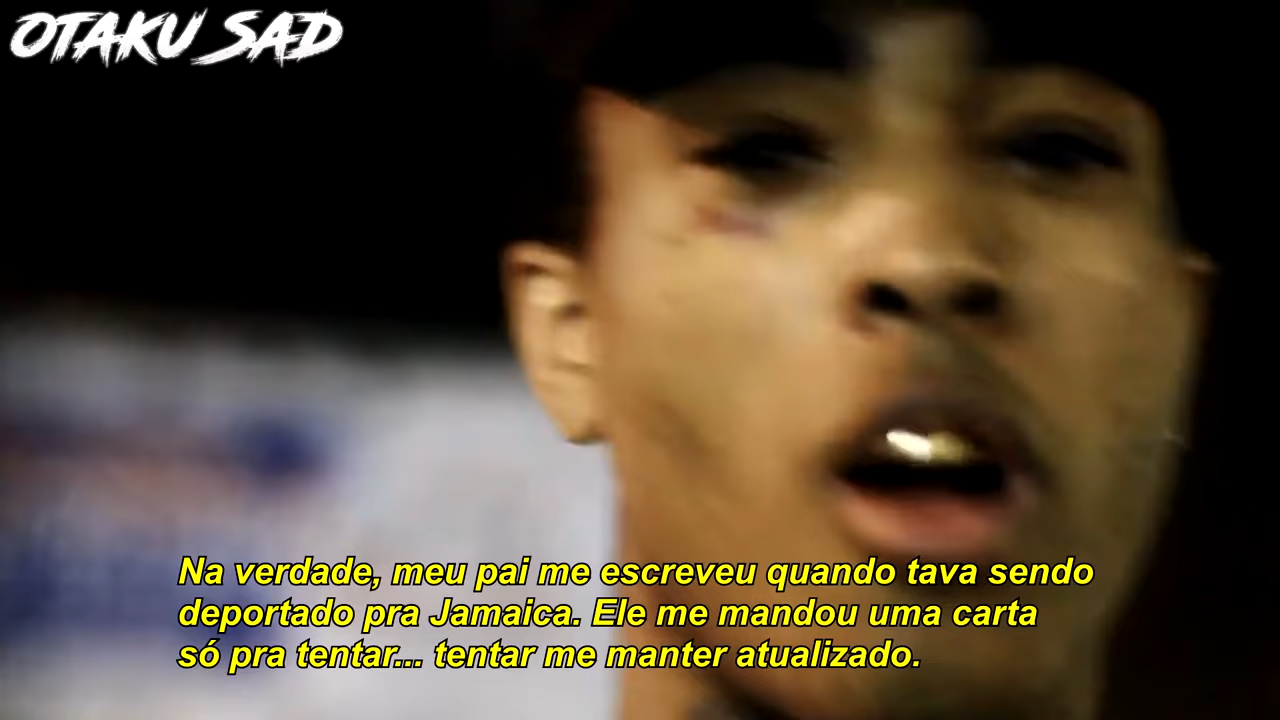 OTAKU SAD
Na verdade, meu pai me escreveu quando tava sendo
deportado pra Jamaica. Ele me mandou uma carta
só pra tentar... tentar me manter atualizado.